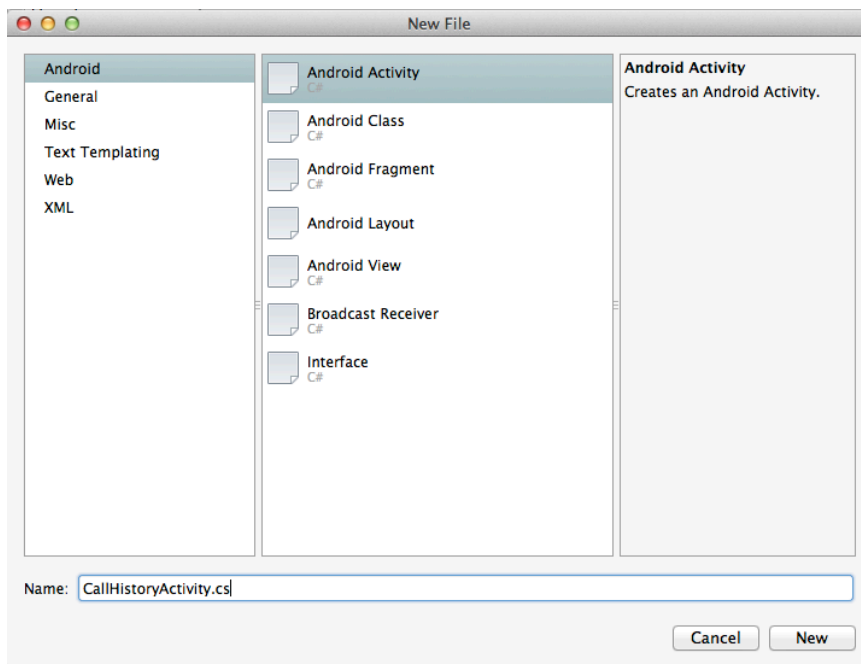 New File
Android
General
Misc
Text Templating
Web
XML
Android Activity
C#
Android Class
C#
Android Fragment
C#
Android Layout
Android View
C#
Broadcast Receiver
C#
Interface
C#
Android Activity
Creates an Android Activity.
Name: CallHistoryActivity.cs
Cancel New